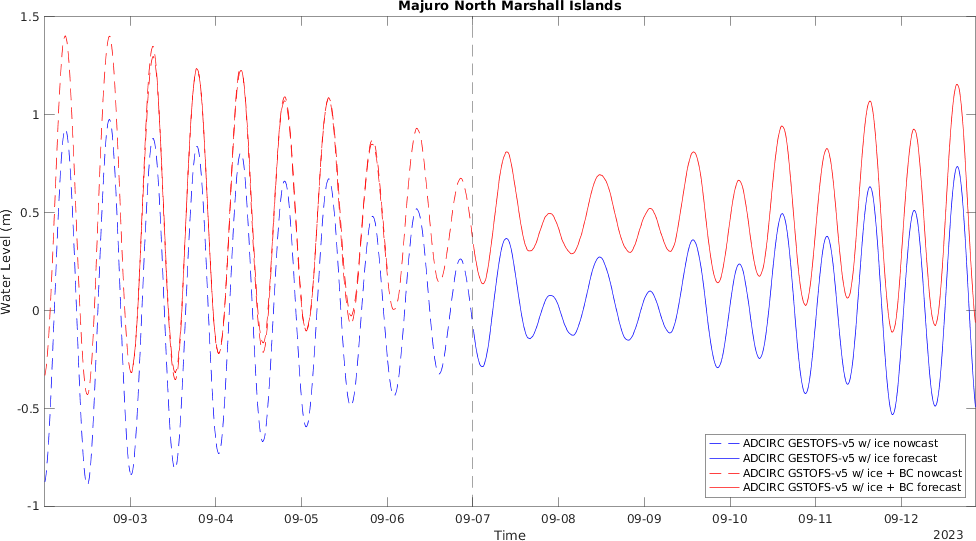 Majuro North Marshall Islands
1.5
1
0.5
0
-0.5
-1
Water Level (m)
ADCIRC GESTOFS-v5 w/ ice nowcast
ADCIRC GESTOFS-v5 w/ ice forecast
ADCIRC GSTOFS-v5 w/ ice + BC nowcast
ADCIRC GSTOFS-v5 w/ ice + BC forecast
09-03 09-04 09-05 09-06 09-07 09-08 09-09 09-10 09-11 09-12
Time
2023